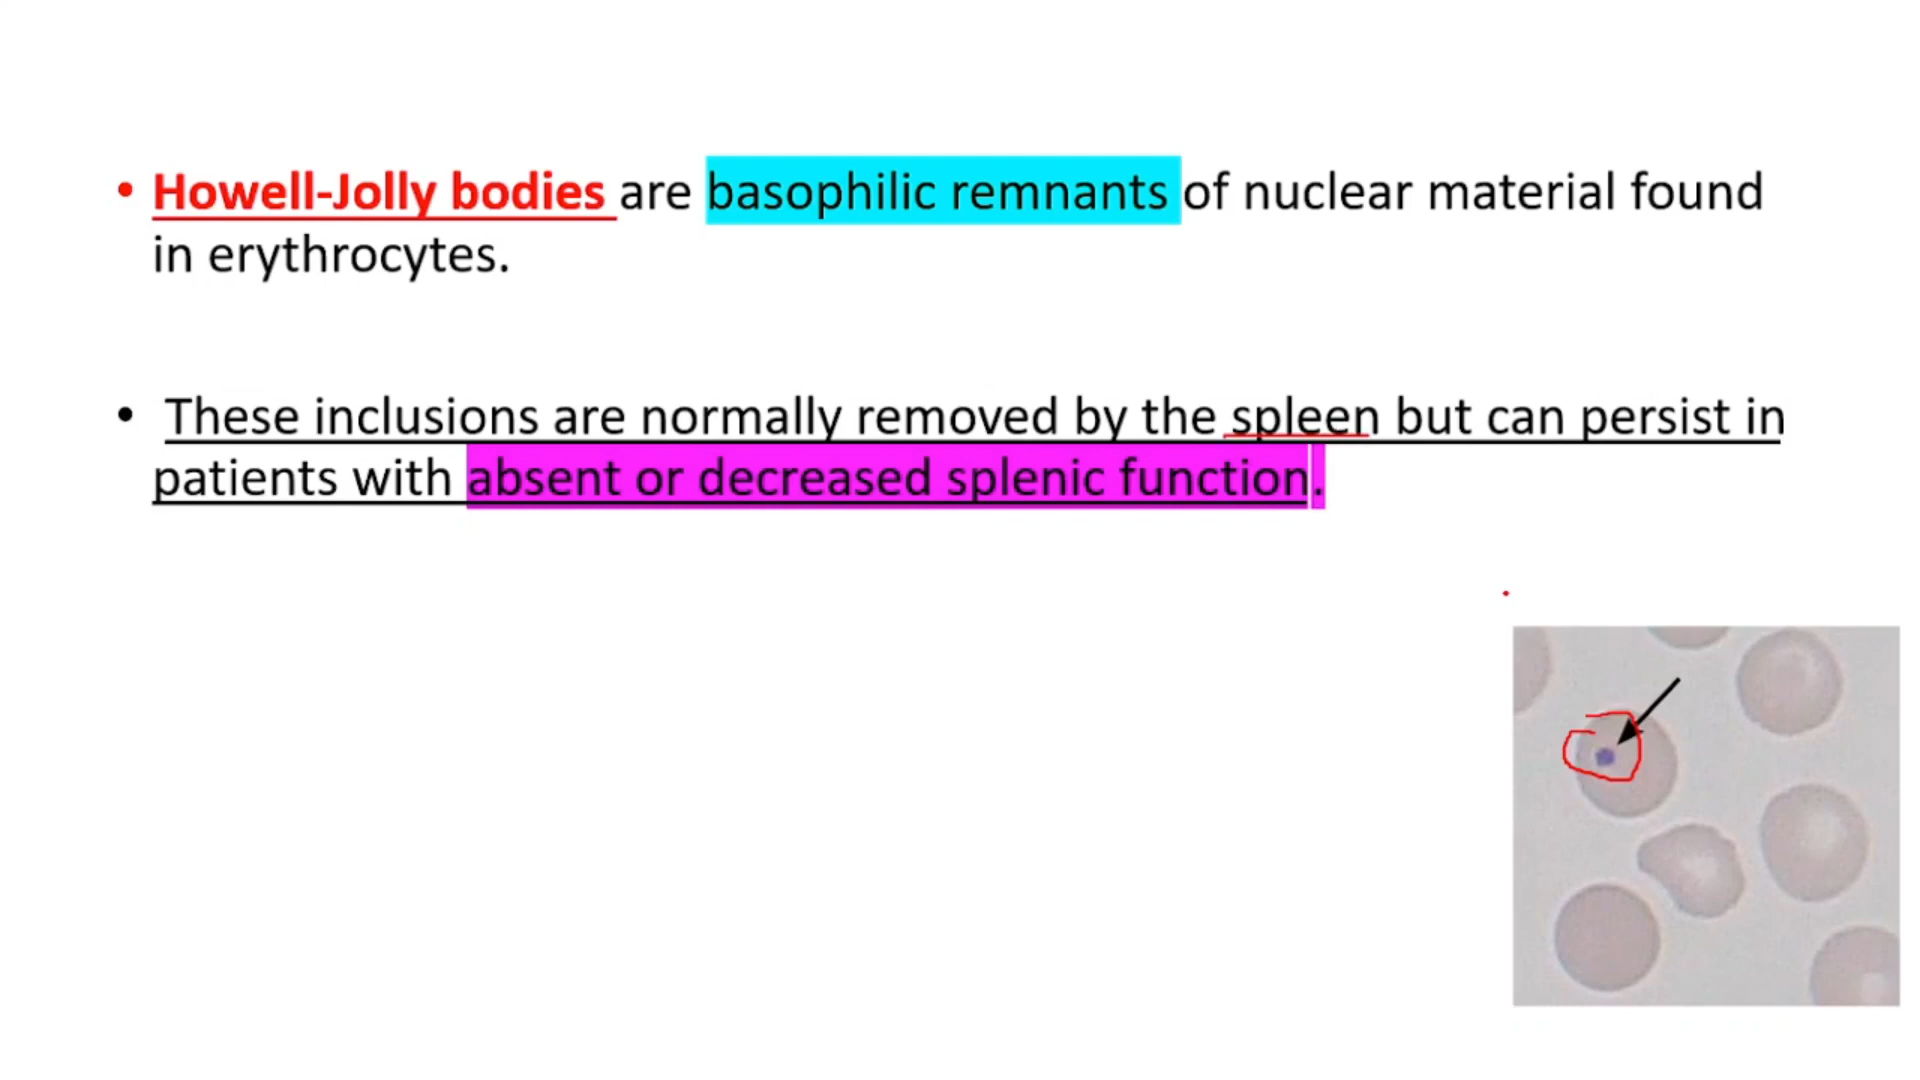 • Howell-Jolly bodies are basophilic remnants of nuclear material found
in erythrocytes.
• These inclusions are normally removed by the spleen but can persist in
patients with absent or decreased splenic function.